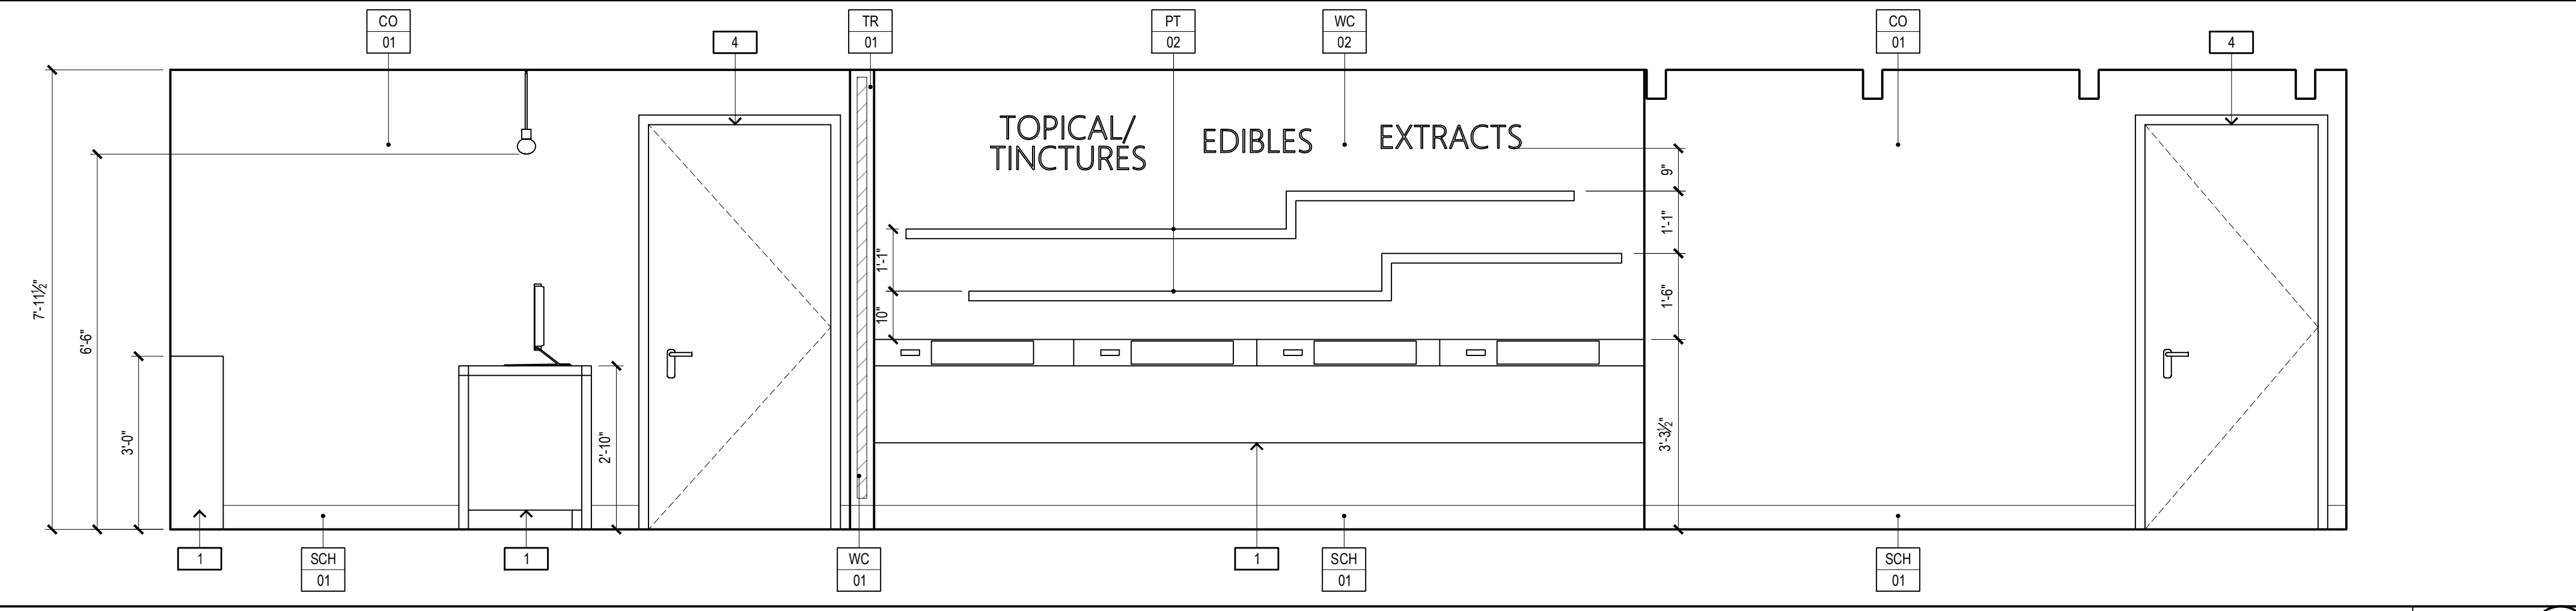 CO
01
4
TR
01
PT
02
WC
02
CO
01
4
TOPICAL/
TINCTURES
EDIBLES
EXTRACTS
9"
1'-1"
1'-6"
3'-3½"
1'-1"
10"
7'-11½"
6'-6"
3'-0"
2'-10"
1
SCH
01
1
WC
01
1
SCH
01
SCH
01